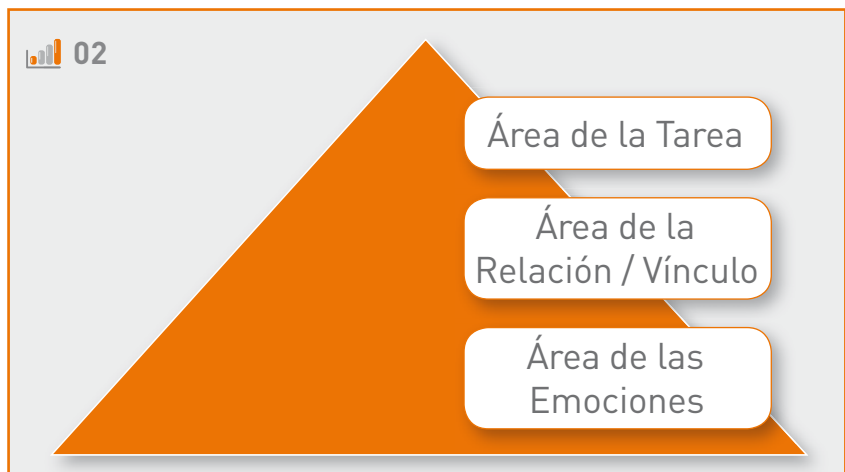 02
Área de la Tarea
Área de la
Relación / Vínculo
Área de las
Emociones